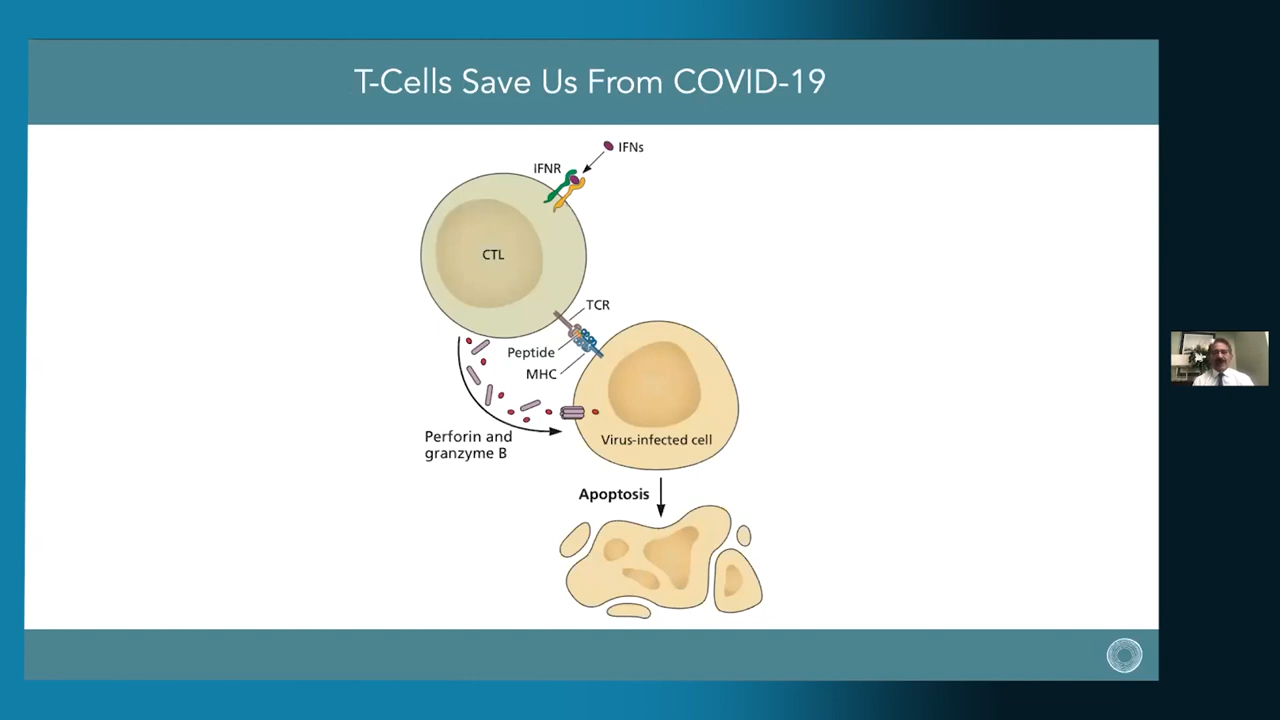 T-Cells Save Us From COVID-19
IFNs
IFNR
CTL
TCR
Peptide
MHC
Perforin and
granzyme B
Virus-infected cell
Apoptosis